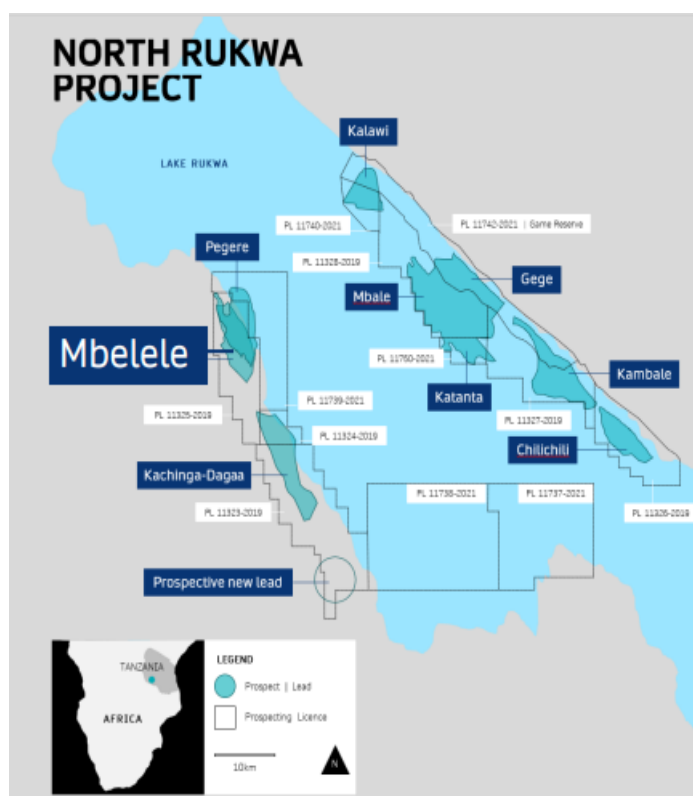 NORTH RUKWA
PROJECT
Kalawi
LAKE RUKWA
PL 11740-2021
PL 11742-2021 | Game Reserve
Pegere
PL 11328-2019
Gege
Mbale
Mbelele
PL 11760-2021
Kambale
Katanta
PL 11739-2021
PL 11325-2019
PL 11327-2019
PL 11324-2019
Chilichili
Kachinga-Dagaa
PL 11738-2021
PL 11737-2021
PL 11323-2019
PL 11326-2019
Prospective new lead
TANZANIA
AFRICA
LEGEND
Prospect | Lead
Prospecting Licence
10km
N